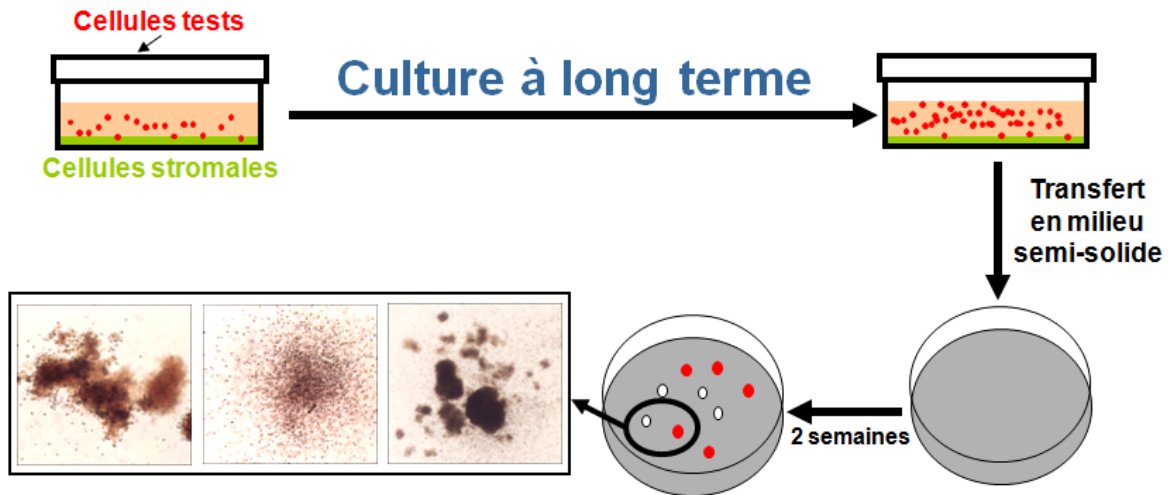 Cellules tests
Culture à long terme
Cellules stromales
Transfert
en milieu
semi-solide
2 semaines